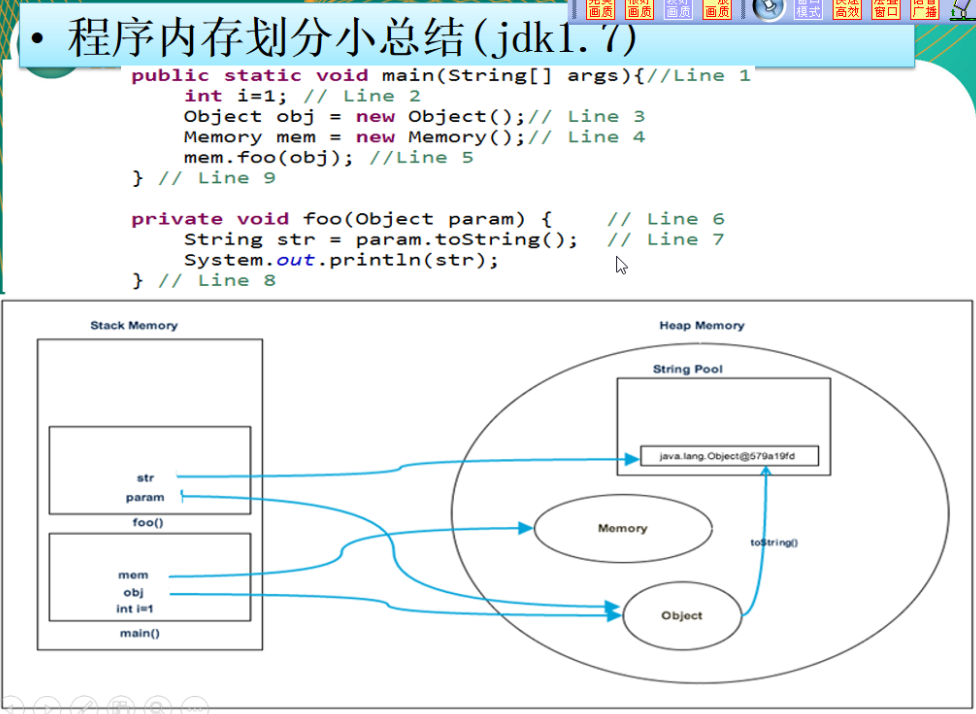 完美 很好 较好 一般 窗口 快速 层叠 语音
画质 画质 画质 画质 模式 高效 窗口 广播
• 程序内存划分小总结(jdk1.7)
public static void main(String[] args){//Line 1
int i=1; // Line 2
Object obj = new Object();// Line 3
Memory mem = new Memory();// Line 4
mem.foo(obj); //Line 5
} // Line 9
private void foo(Object param) { // Line 6
String str = param.toString(); // Line 7
System.out.println(str);
} // Line 8
Stack Memory
Heap Memory
String Pool
java.lang.Object@579a19fd
str
param
foo()
Memory
toString()
mem
obj
int i=1
main()
Object